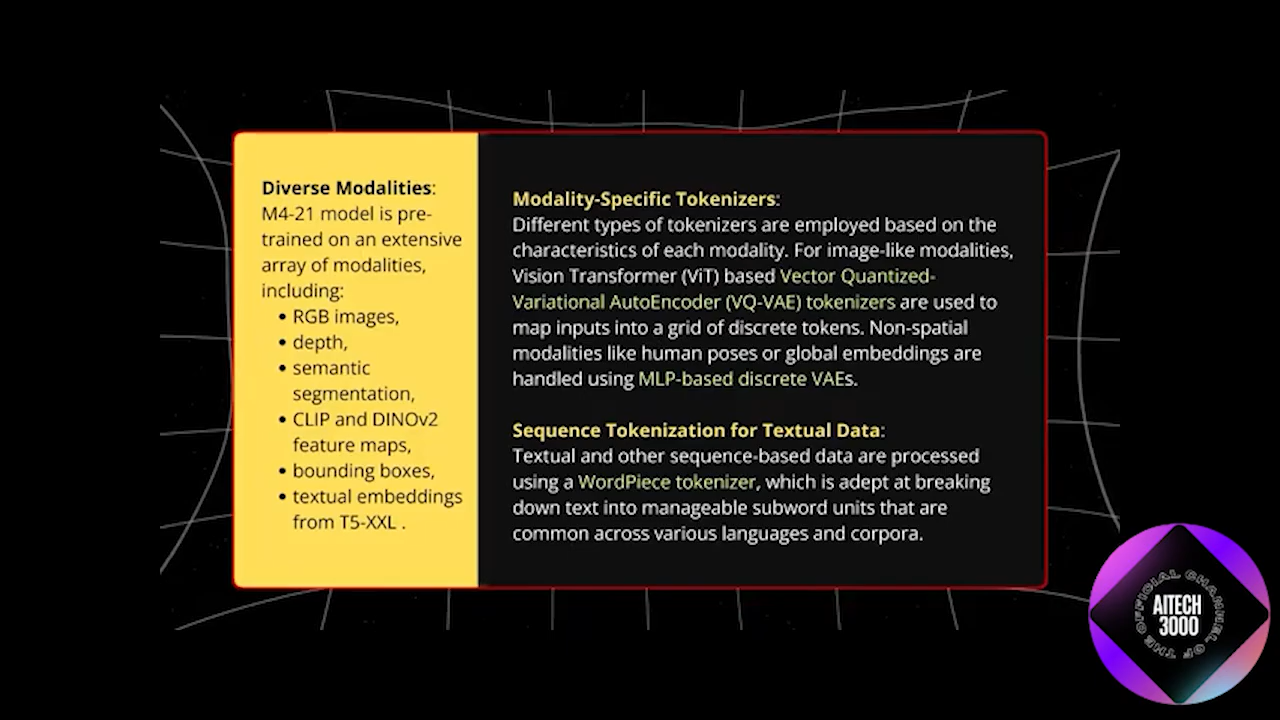 Diverse Modalities:
M4-21 model is pre-
trained on an extensive
array of modalities,
including:
• RGB images,
• depth,
• semantic
segmentation,
• CLIP and DINOv2
feature maps,
• bounding boxes,
• textual embeddings
from T5-XXL .
Modality-Specific Tokenizers:
Different types of tokenizers are employed based on the
characteristics of each modality. For image-like modalities,
Vision Transformer (ViT) based Vector Quantized-
Variational AutoEncoder (VQ-VAE) tokenizers are used to
map inputs into a grid of discrete tokens. Non-spatial
modalities like human poses or global embeddings are
handled using MLP-based discrete VAEs.
Sequence Tokenization for Textual Data:
Textual and other sequence-based data are processed
using a WordPiece tokenizer, which is adept at breaking
down text into manageable subword units that are
common across various languages and corpora.
THE OFFICIAL CHANNEL OF
AITECH
3000